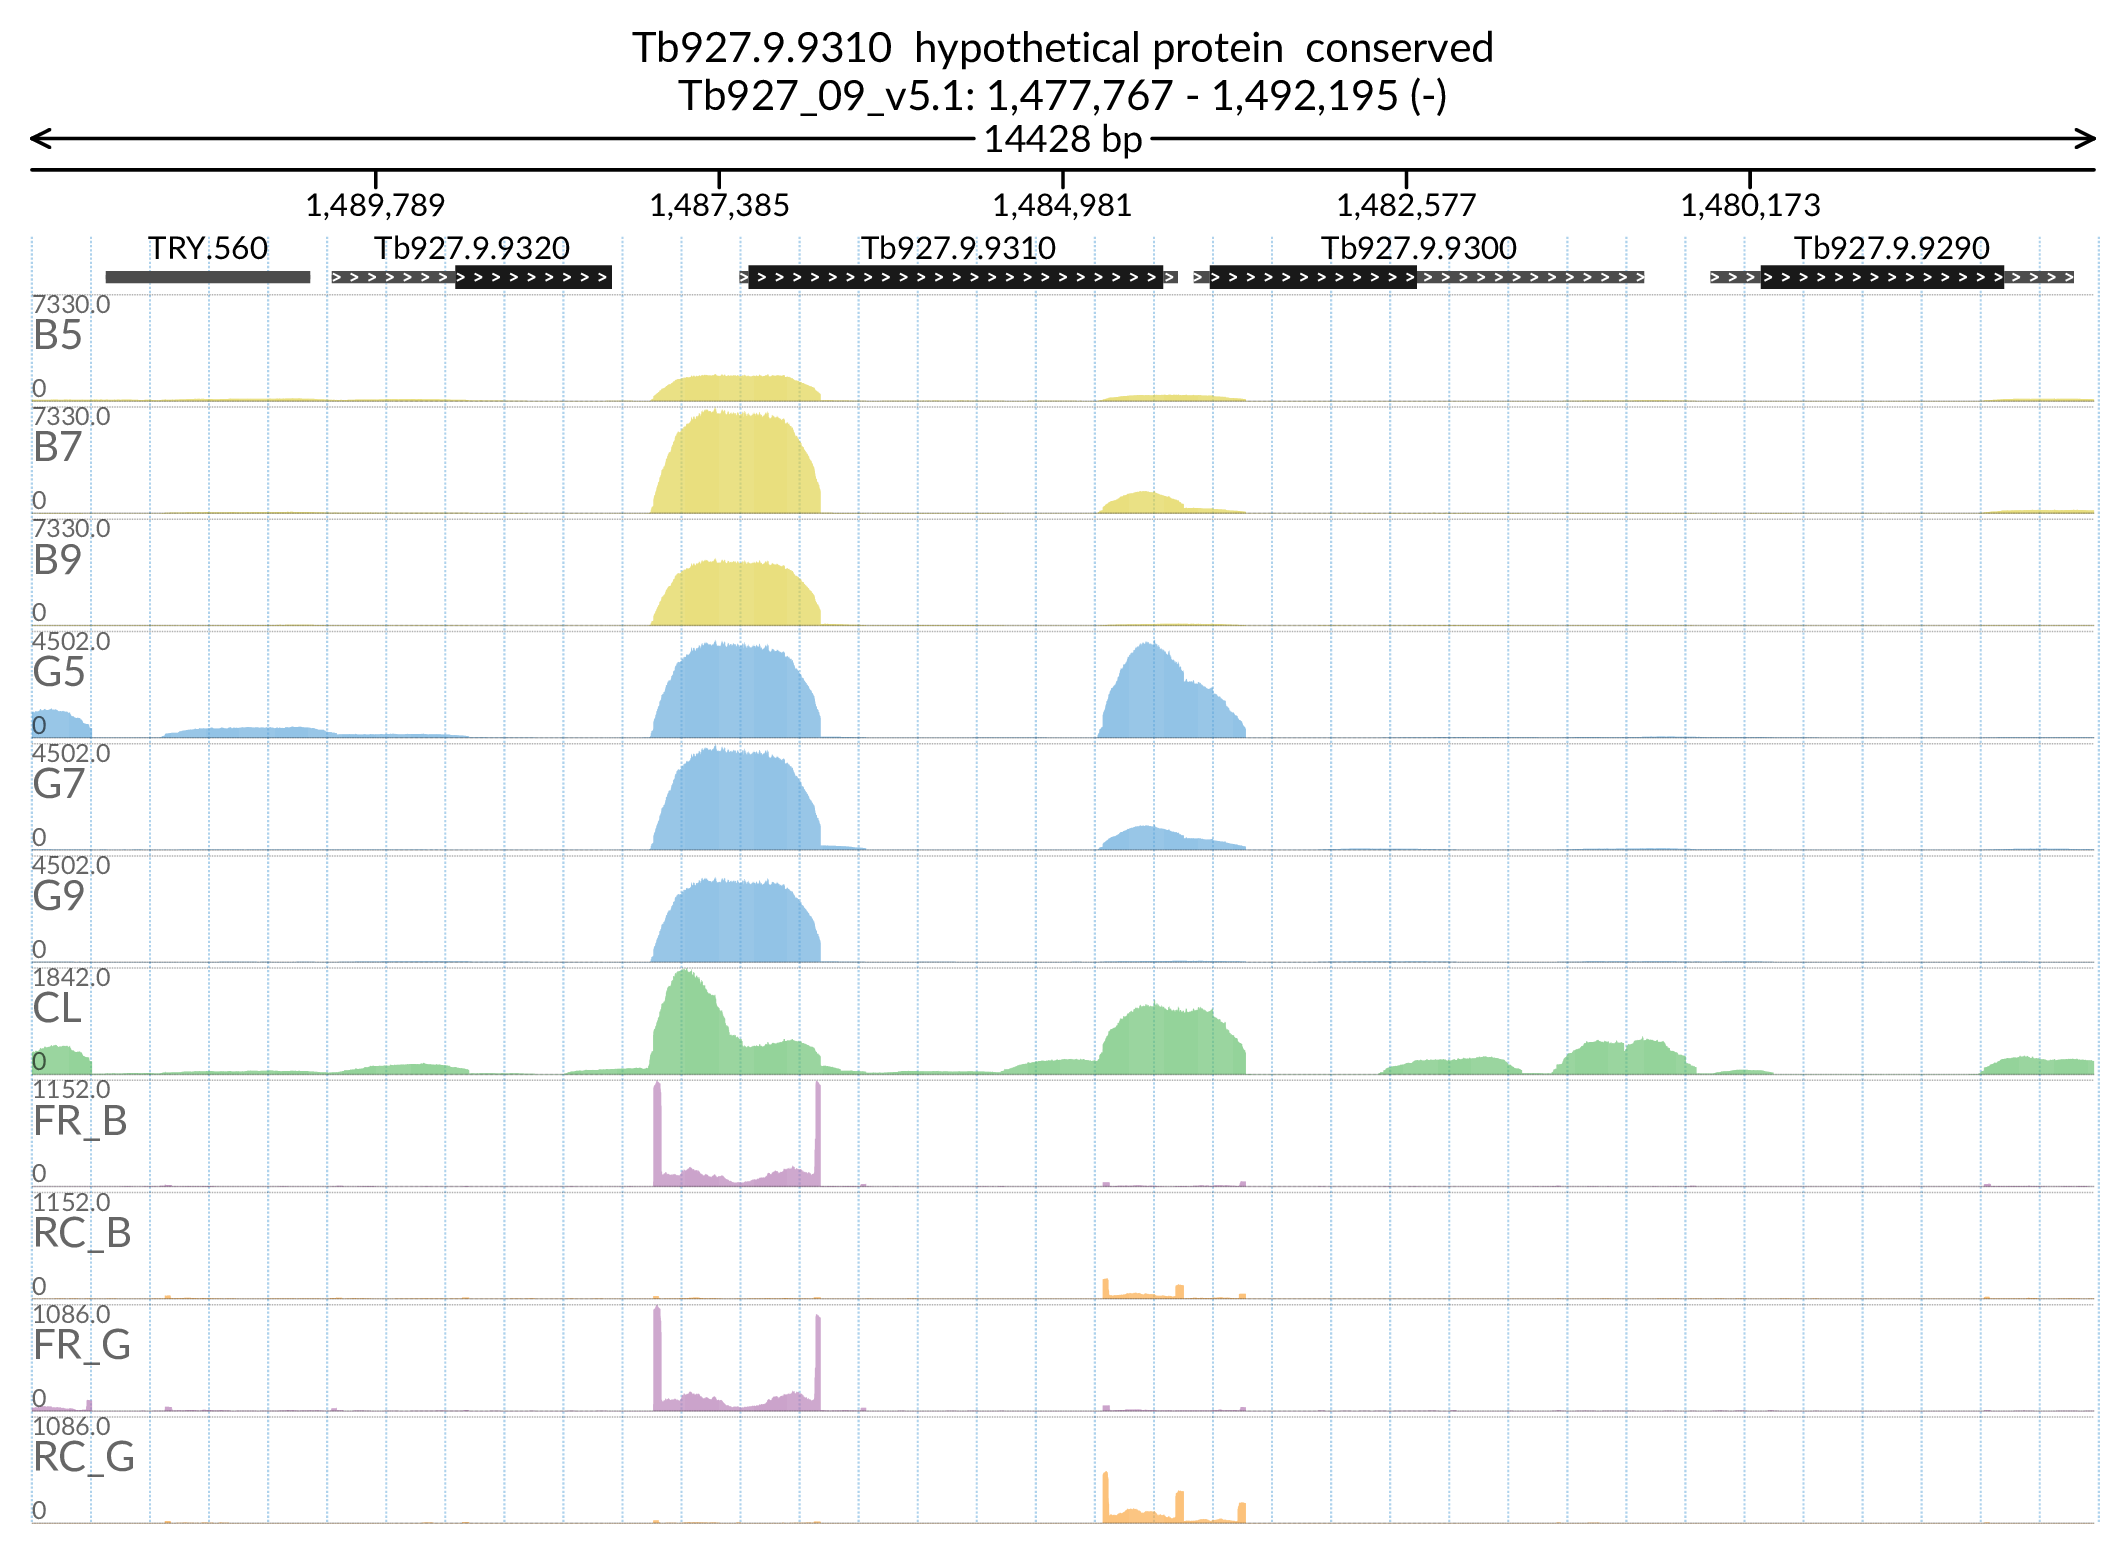 Tb927.9.9310  hypothetical protein  conserved
Tb927_09_v5.1: 1,477,767 - 1,492,195 (-)
14428 bp
1,489,789 1,487,385 1,484,981 1,482,577 1,480,173
TRY.560 Tb927.9.9320 Tb927.9.9310 Tb927.9.9300 Tb927.9.9290
7330.0
B5
0
7330.0
B7
0
7330.0
B9
0
4502.0
G5
0
4502.0
G7
0
4502.0
G9
0
1842.0
CL
0
1152.0
FR_B
0
1152.0
RC_B
0
1086.0
FR_G
0
1086.0
RC_G
0